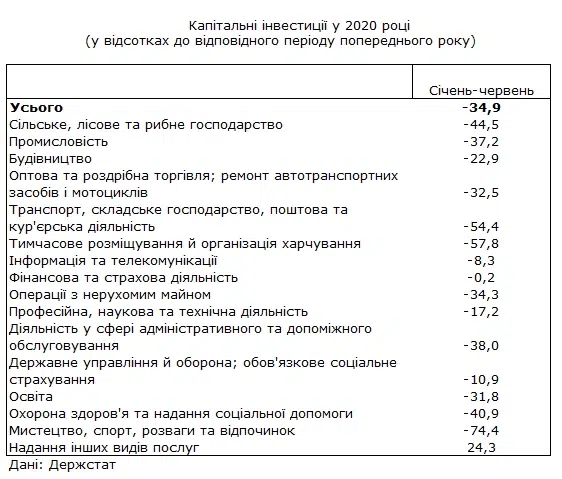 Капітальні інвестиції у 2020 році
(у відсотках до відповідного періоду попереднього року)
Січень-червень
Усього -34,9
Сільське, лісове та рибне господарство -44,5
Промисловість -37,2
Будівництво -22,9
Оптова та роздрібна торгівля; ремонт автотранспортних
засобів і мотоциклів -32,5
Транспорт, складське господарство, поштова та
кур'єрська діяльність -54,4
Тимчасове розміщування й організація харчування -57,8
Інформація та телекомунікації -8,3
Фінансова та страхова діяльність -0,2
Операції з нерухомим майном -34,3
Професійна, наукова та технічна діяльність -17,2
Діяльність у сфері адміністративного та допоміжного
обслуговування -38,0
Державне управління й оборона; обов'язкове соціальне
страхування -10,9
Освіта -31,8
Охорона здоров'я та надання соціальної допомоги -40,9
Мистецтво, спорт, розваги та відпочинок -74,4
Надання інших видів послуг 24,3
Дані: Держстат